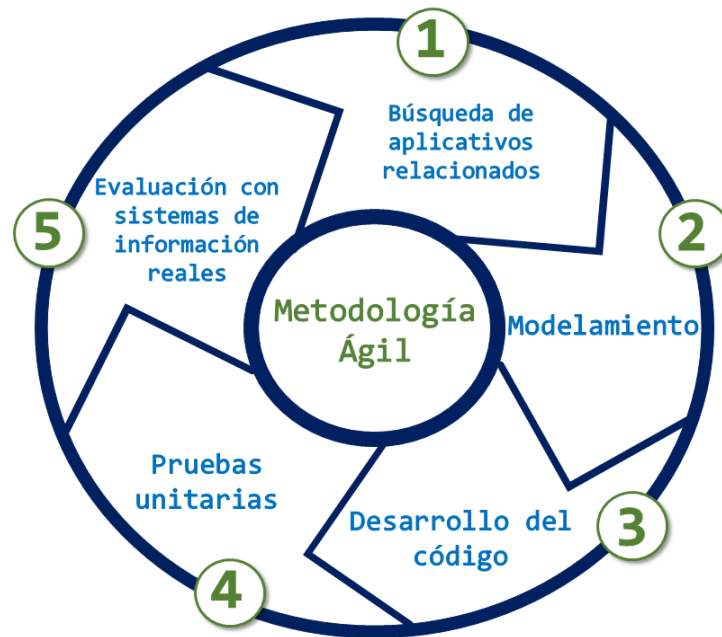 1
Búsqueda de
aplicativos
relacionados
2
Modelamiento
3
Desarrollo del
código
4
Pruebas
unitarias
5
Evaluación con
sistemas de
información
reales
Metodología
Ágil